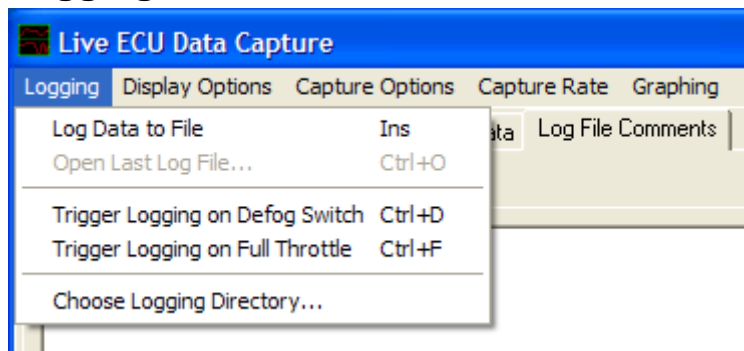 Live ECU Data Capture
Logging Display Options Capture Options Capture Rate Graphing
Log Data to File Ins
Log File Comments
Open Last Log File... Ctrl+O
Trigger Logging on Defog Switch Ctrl+D
Trigger Logging on Full Throttle Ctrl+F
Choose Logging Directory...